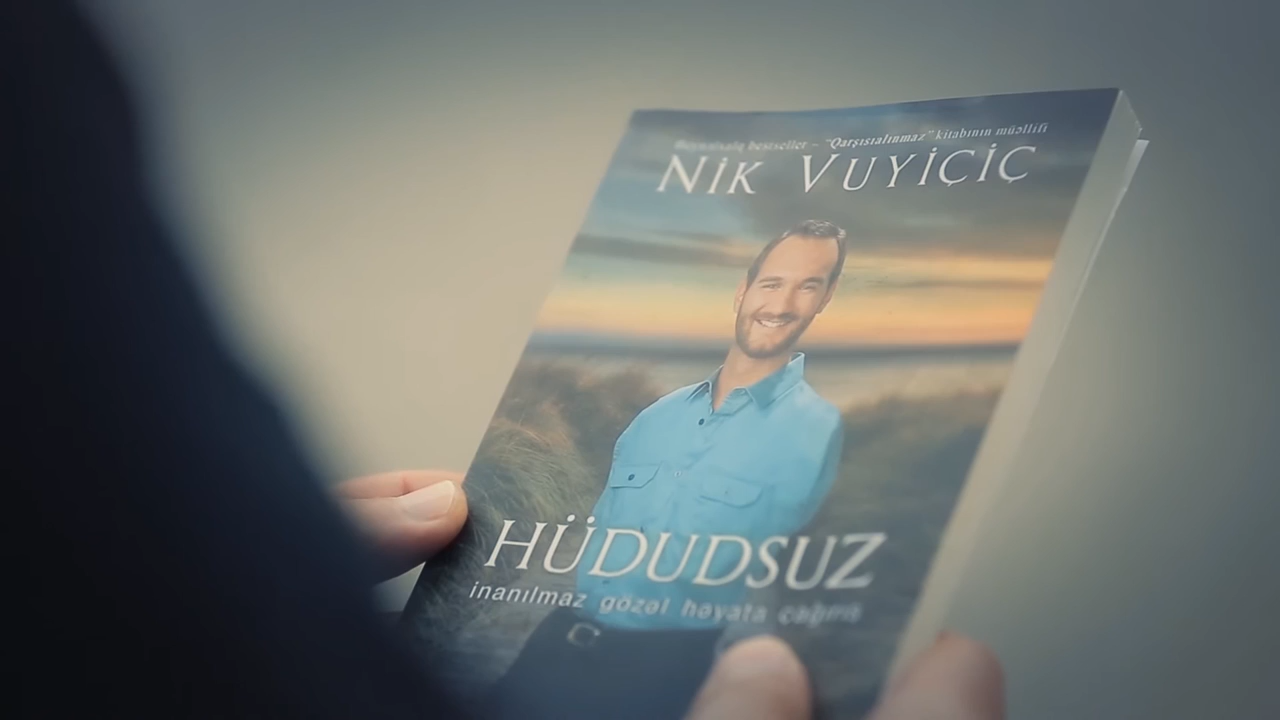 Beynəlxalq bestseller – "Qarşısıalınmaz" kitabının müəllifi
NİK VUYİÇİÇ
HÜDUDSUZ
inanılmaz gözəl həyata çağırış